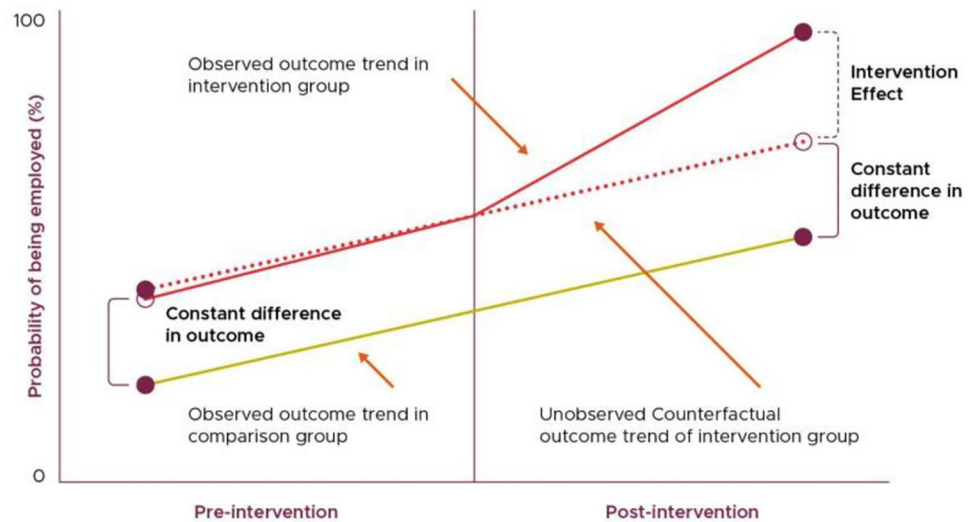 100
Observed outcome trend in
intervention group
Intervention
Effect
Constant
difference in
outcome
Probability of being employed (%)
Constant difference
in outcome
Observed outcome trend in
comparison group
Unobserved Counterfactual
outcome trend of intervention group
0
Pre-intervention
Post-intervention